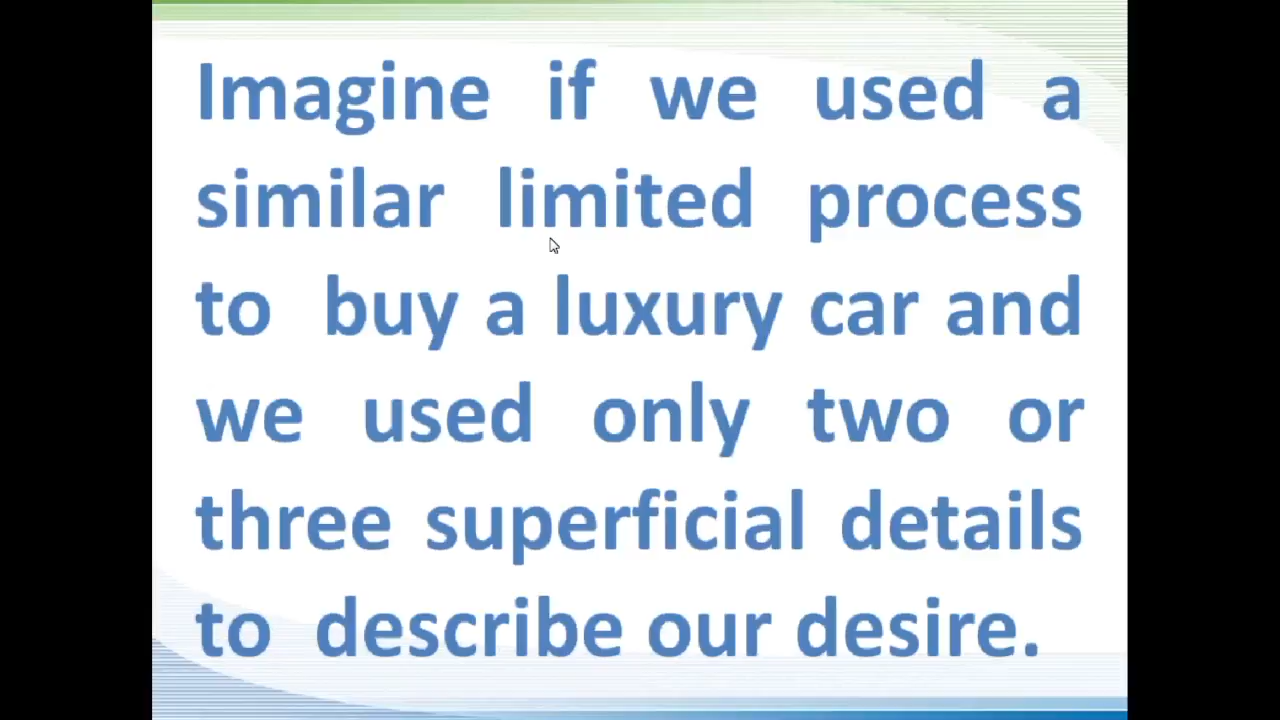 Imagine if we used a
similar limited process
to buy a luxury car and
we used only two or
three superficial details
to describe our desire.